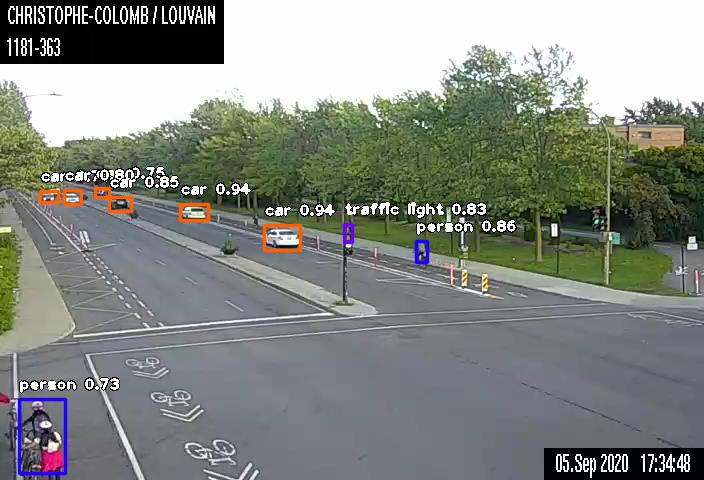 CHRISTOPHE-COLOMB / LOUVAIN
1181-363
car 0.85
car 0.94
car 0.94
traffic light 0.83
person 0.86
person 0.73
05.Sep 2020 17:34:48